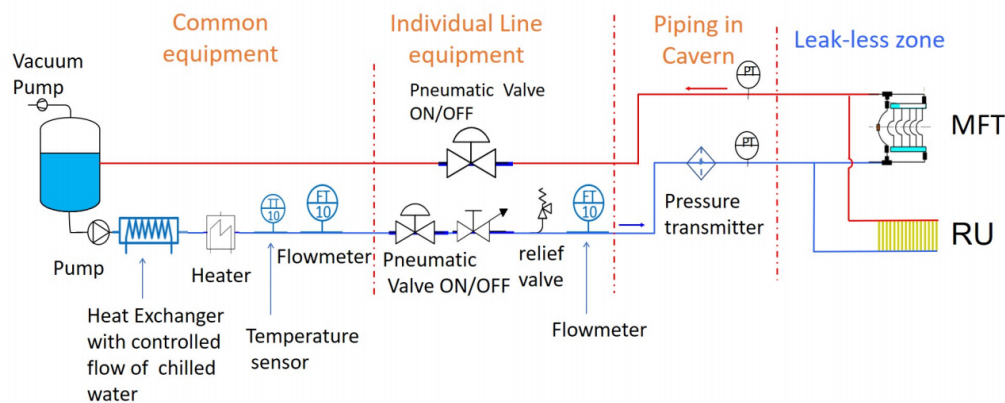 Common
equipment
Individual Line
equipment
Piping in
Cavern
Leak-less zone
Vacuum
Pump
Pneumatic Valve
ON/OFF
PT
MFT
PT
TT
10
FT
10
FT
10
Pressure
transmitter
RU
Pump
Heater
Flowmeter
Pneumatic
Valve ON/OFF
relief
valve
Heat Exchanger
with controlled
flow of chilled
water
Temperature
sensor
Flowmeter